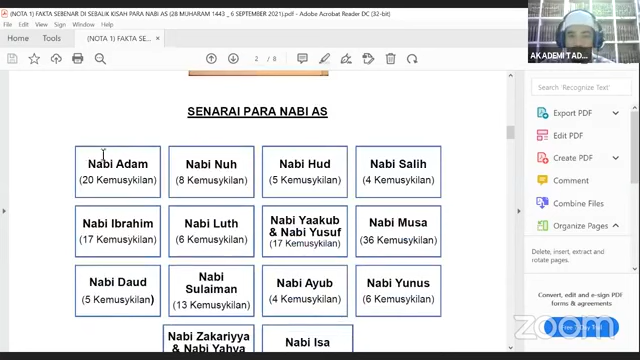 (NOTA 1) FAKTA SEBENAR DI SEBALIK KISAH PARA NABI AS (28 MUHARAM 1443 _ 6 SEPTEMBER 2021).pdf - Adobe Acrobat Reader DC (32-bit)
File Edit View Sign Window Help
Home Tools (NOTA 1) FAKTA SE... ×
2 / 8
AKADEMI TAD...
SENARAI PARA NABI AS
Nabi Adam
(20 Kemusykilan)
Nabi Nuh
(8 Kemusykilan)
Nabi Hud
(5 Kemusykilan)
Nabi Salih
(4 Kemusykilan)
Nabi Ibrahim
(17 Kemusykilan)
Nabi Luth
(6 Kemusykilan)
Nabi Yaakub
& Nabi Yusuf
(17 Kemusykilan)
Nabi Musa
(36 Kemusykilan)
Nabi Daud
(5 Kemusykilan)
Nabi
Sulaiman
(13 Kemusykilan)
Nabi Ayub
(4 Kemusykilan)
Nabi Yunus
(6 Kemusykilan)
Nabi Zakariyya
& Nabi Yahya
Nabi Isa
Search 'Recognize Text'
Export PDF
Edit PDF
Create PDF
Comment
Combine Files
Organize Pages
Delete, insert, extract and
rotate pages.
Convert, edit and e-sign PDF
forms & agreements
Free 7-Day Trial
zoom